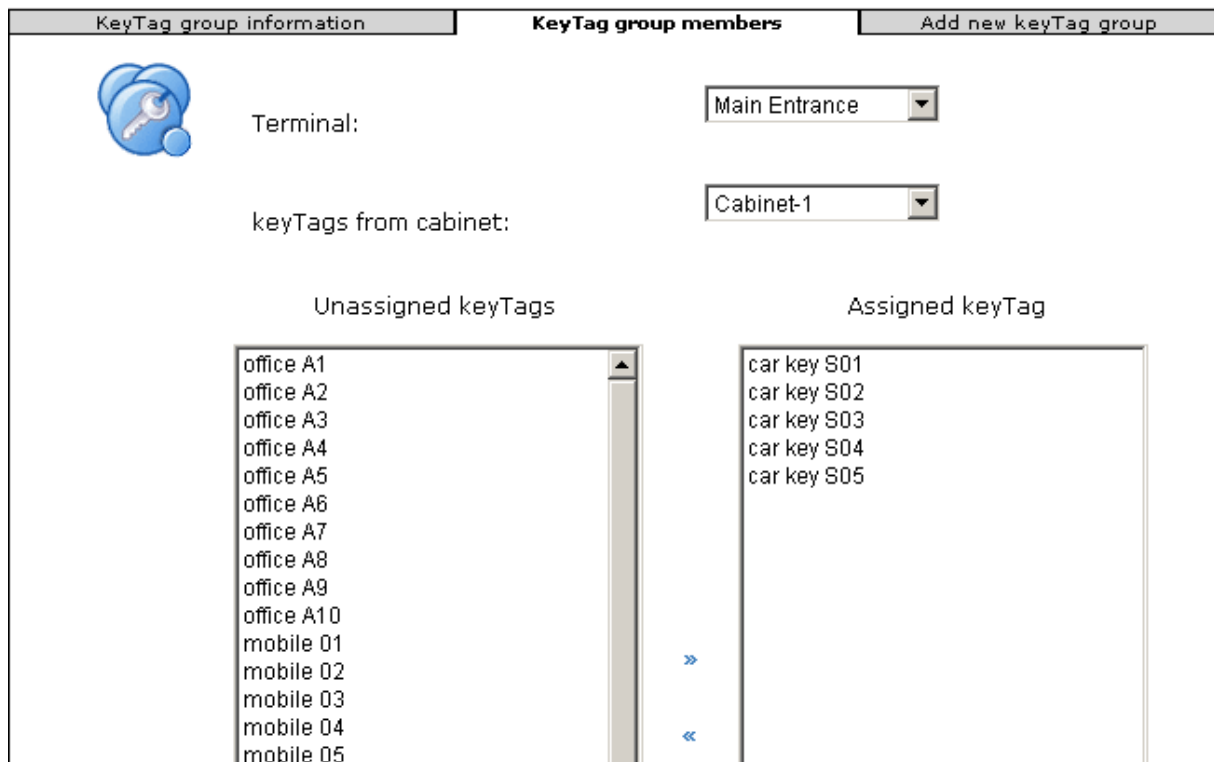 KeyTag group information
KeyTag group members
Add new keyTag group
Terminal:
Main Entrance
keyTags from cabinet:
Cabinet-1
Unassigned keyTags
Assigned keyTag
office A1
office A2
office A3
office A4
office A5
office A6
office A7
office A8
office A9
office A10
mobile 01
mobile 02
mobile 03
mobile 04
mobile 05
»
«
car key S01
car key S02
car key S03
car key S04
car key S05